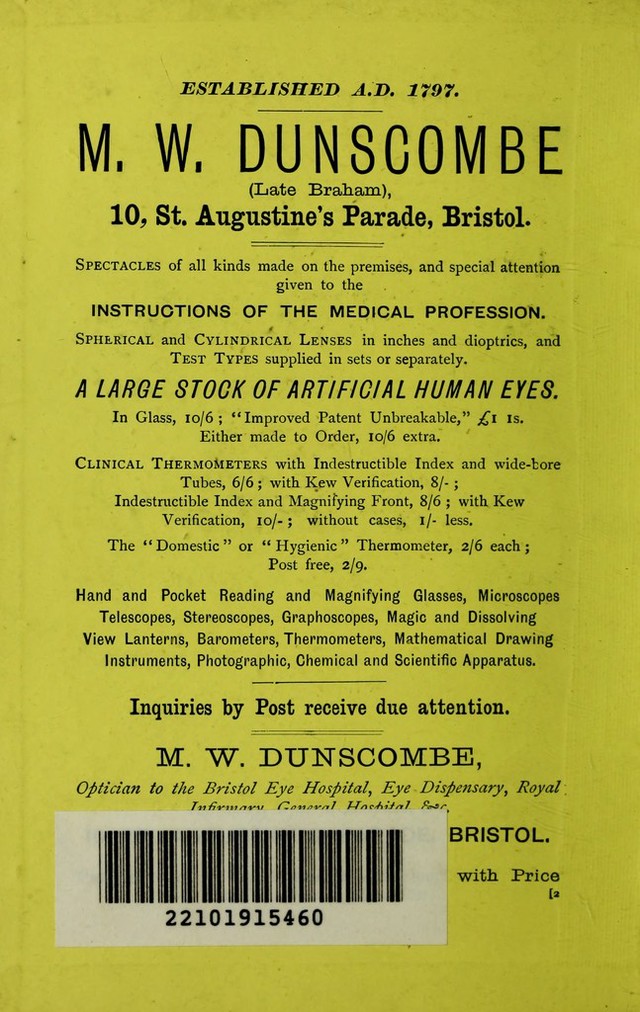 ESTABLISHED A.D. 1797.
M. W. DUNSCOMBE
(Late Braham),
10, St. Augustine's Parade, Bristol.
SPECTACLES of all kinds made on the premises, and special attention
given to the
INSTRUCTIONS OF THE MEDICAL PROFESSION.
SPHERICAL and CYLINDRICAL LENSES in inches and dioptrics, and
TEST TYPES supplied in sets or separately.
A LARGE STOCK OF ARTIFICIAL HUMAN EYES.
In Glass, 10/6 ; "Improved Patent Unbreakable," £1 1s.
Either made to Order, 10/6 extra.
CLINICAL THERMOMETERS with Indestructible Index and wide-bore
Tubes, 6/6 ; with Kew Verification, 8/- ;
Indestructible Index and Magnifying Front, 8/6 ; with Kew
Verification, 10/- ; without cases, 1/- less.
The "Domestic" or "Hygienic" Thermometer, 2/6 each ;
Post free, 2/9.
Hand and Pocket Reading and Magnifying Glasses, Microscopes
Telescopes, Stereoscopes, Graphoscopes, Magic and Dissolving
View Lanterns, Barometers, Thermometers, Mathematical Drawing
Instruments, Photographic, Chemical and Scientific Apparatus.
Inquiries by Post receive due attention.
M. W. DUNSCOMBE,
Optician to the Bristol Eye Hospital, Eye Dispensary, Royal
Infirmary, General Hospital, &c,
BRISTOL.
with Price
[2
22101915460